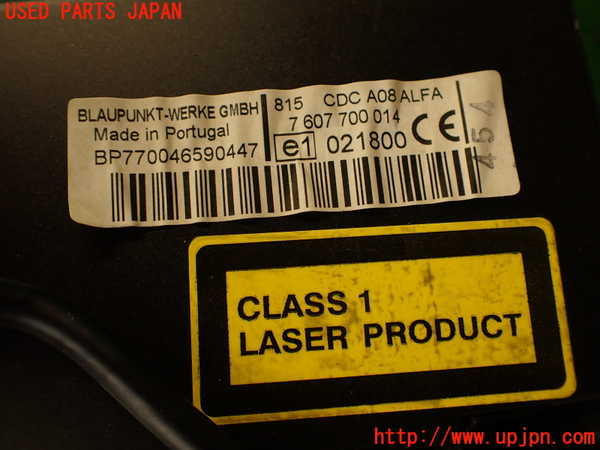 USED PARTS JAPAN
BLAUPUNKT-WERKE GMBH
Made in Portugal
BP770046590447
815 CDC A08 ALFA
7 607 700 014
e1 021800 CE
454
CLASS 1
LASER PRODUCT
http://www.upjpn.com/